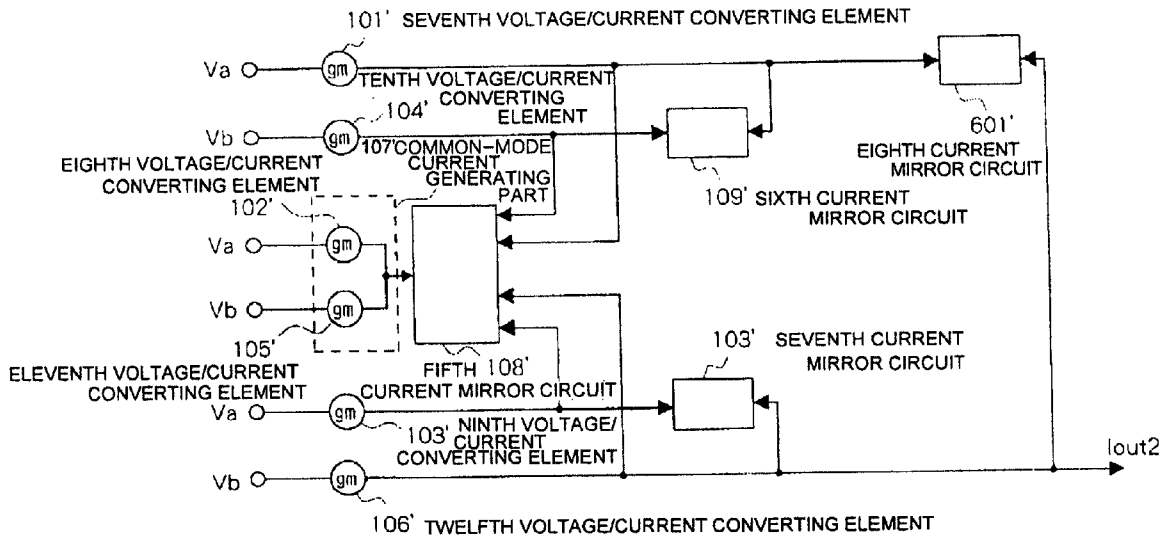 101' SEVENTH VOLTAGE/CURRENT CONVERTING ELEMENT
Va
gm
TENTH VOLTAGE/CURRENT
CONVERTING
ELEMENT
104'
Vb
gm
601'
EIGHTH CURRENT
MIRROR CIRCUIT
107' COMMON-MODE
CURRENT
GENERATING
PART
EIGHTH VOLTAGE/CURRENT
CONVERTING ELEMENT
109' SIXTH CURRENT
MIRROR CIRCUIT
102'
Va
gm
Vb
gm
105'
103' SEVENTH CURRENT
MIRROR CIRCUIT
ELEVENTH VOLTAGE/CURRENT
CONVERTING ELEMENT
FIFTH 108'
CURRENT MIRROR CIRCUIT
Va
gm
103' NINTH VOLTAGE/
CURRENT
CONVERTING ELEMENT
Iout2
Vb
gm
106' TWELFTH VOLTAGE/CURRENT CONVERTING ELEMENT